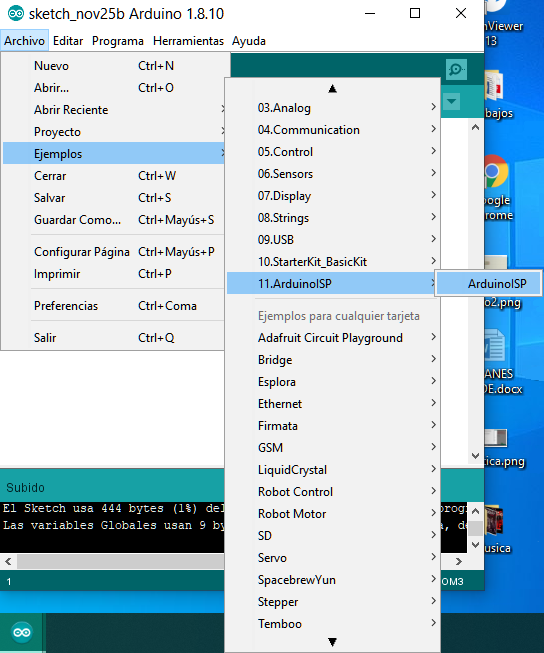 sketch_nov25b Arduino 1.8.10
Archivo Editar Programa Herramientas Ayuda
Nuevo Ctrl+N
Abrir... Ctrl+O
Abrir Reciente
Proyecto
Ejemplos
Cerrar Ctrl+W
Salvar Ctrl+S
Guardar Como... Ctrl+Mayús+S
Configurar Página Ctrl+Mayús+P
Imprimir Ctrl+P
Preferencias Ctrl+Coma
Salir Ctrl+Q
03.Analog
04.Communication
05.Control
06.Sensors
07.Display
08.Strings
09.USB
10.StarterKit_BasicKit
11.ArduinoISP
Ejemplos para cualquier tarjeta
Adafruit Circuit Playground
Bridge
Esplora
Ethernet
Firmata
GSM
LiquidCrystal
Robot Control
Robot Motor
SD
Servo
SpacebrewYun
Stepper
Temboo
ArduinoISP
Subido
El Sketch usa 444 bytes (1%) del progr
Las variables Globales usan 9 by a, de
1 OM3
nViewer
13
bajos
oogle
rome
o2.png
ANES
DE.docx
tica.png
usica